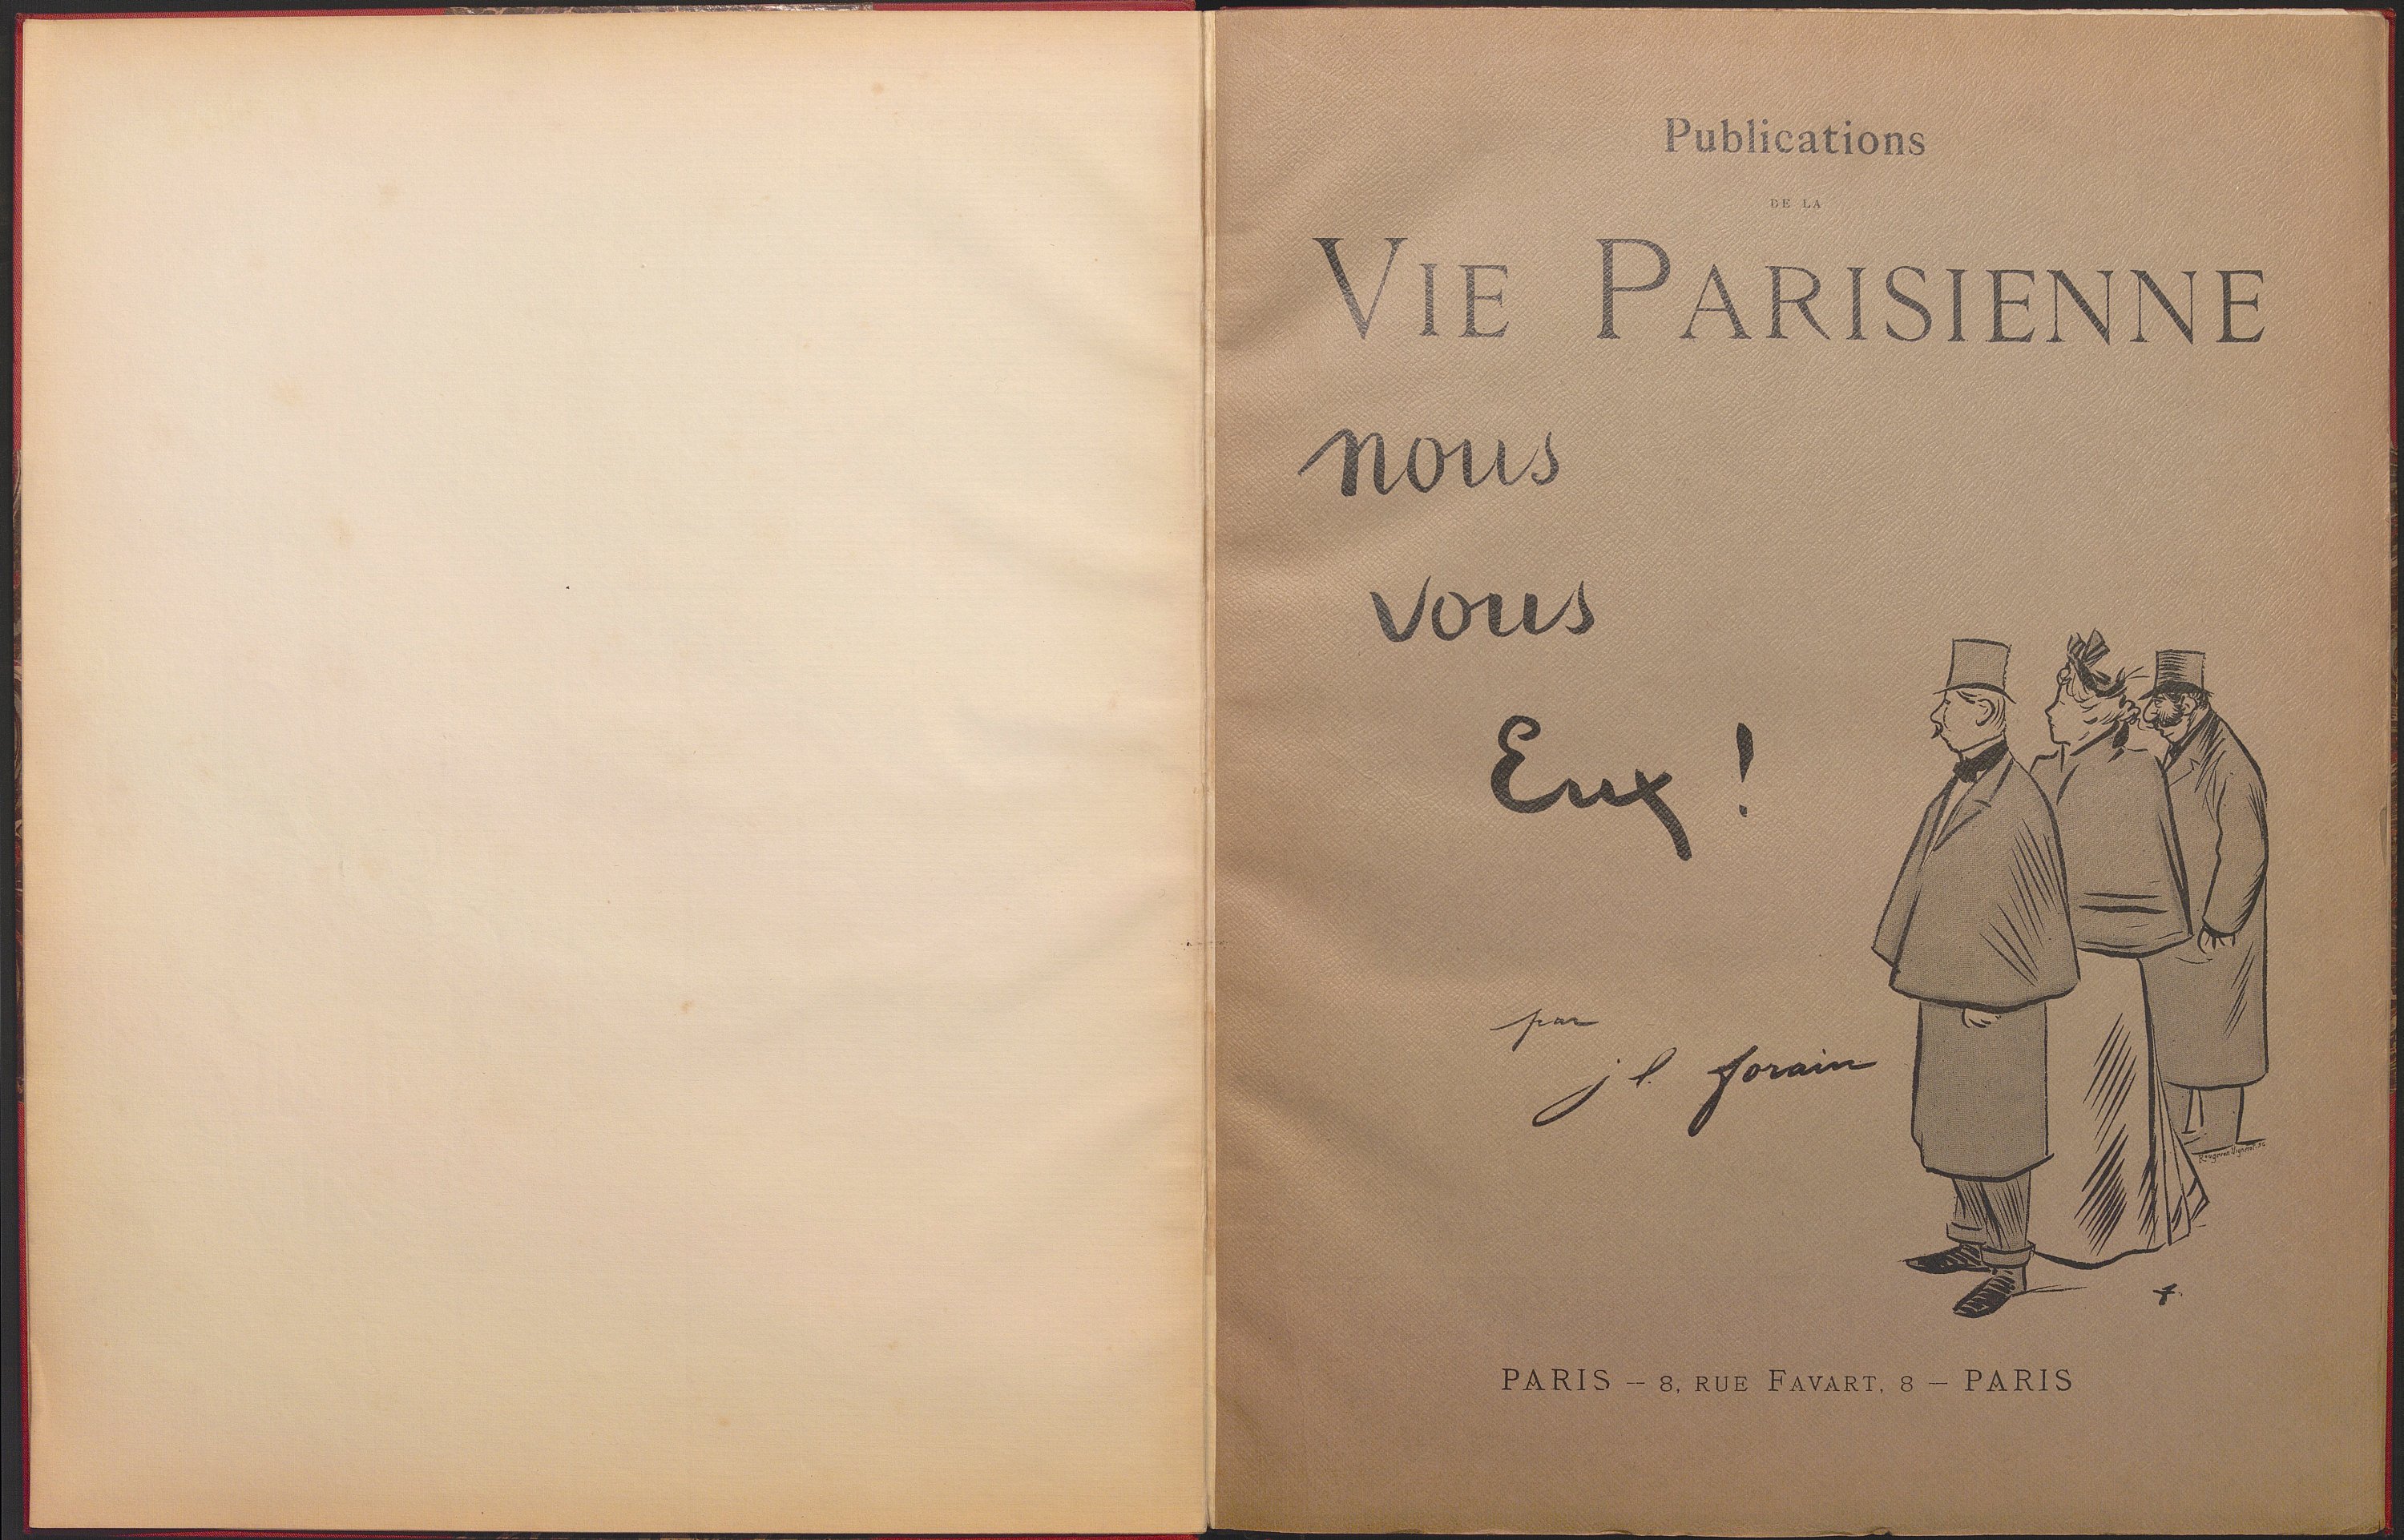 Publications
DE LA
VIE PARISIENNE
nous
vous
Eux !
par
j l. forain
f.
PARIS – 8, RUE FAVART, 8 – PARIS